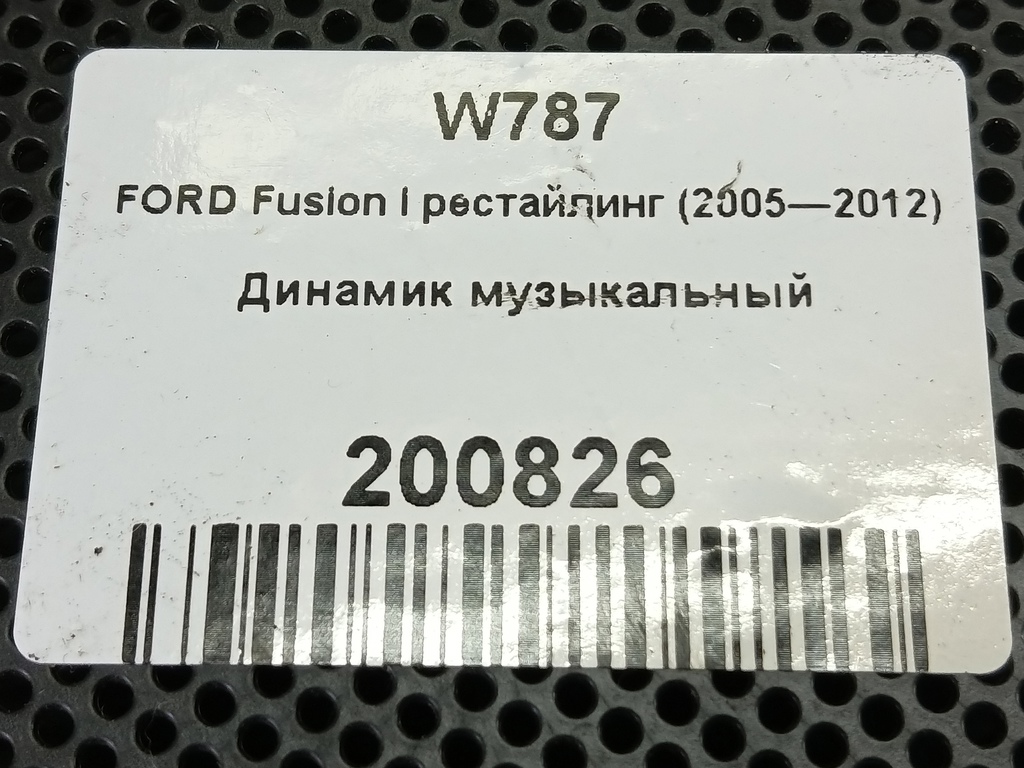 W787
FORD Fusion I рестайлинг (2005—2012)
Динамик музыкальный
200826